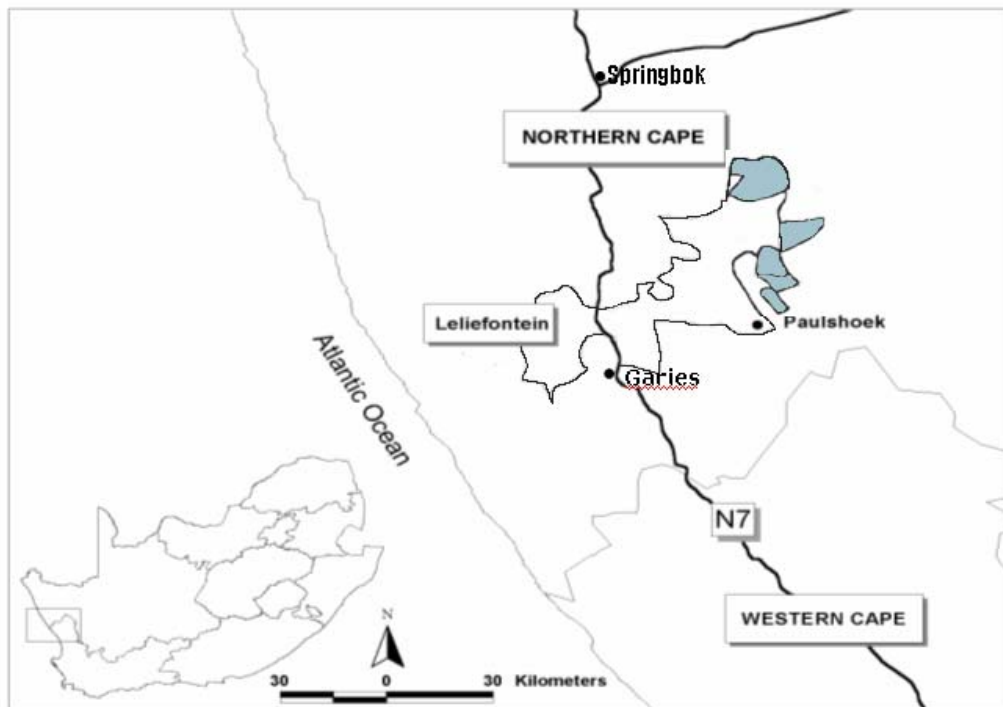 Springbok
NORTHERN CAPE
Leliefontein
Paulshoek
Garies
Atlantic Ocean
N7
WESTERN CAPE
N
30 0 30 Kilometers